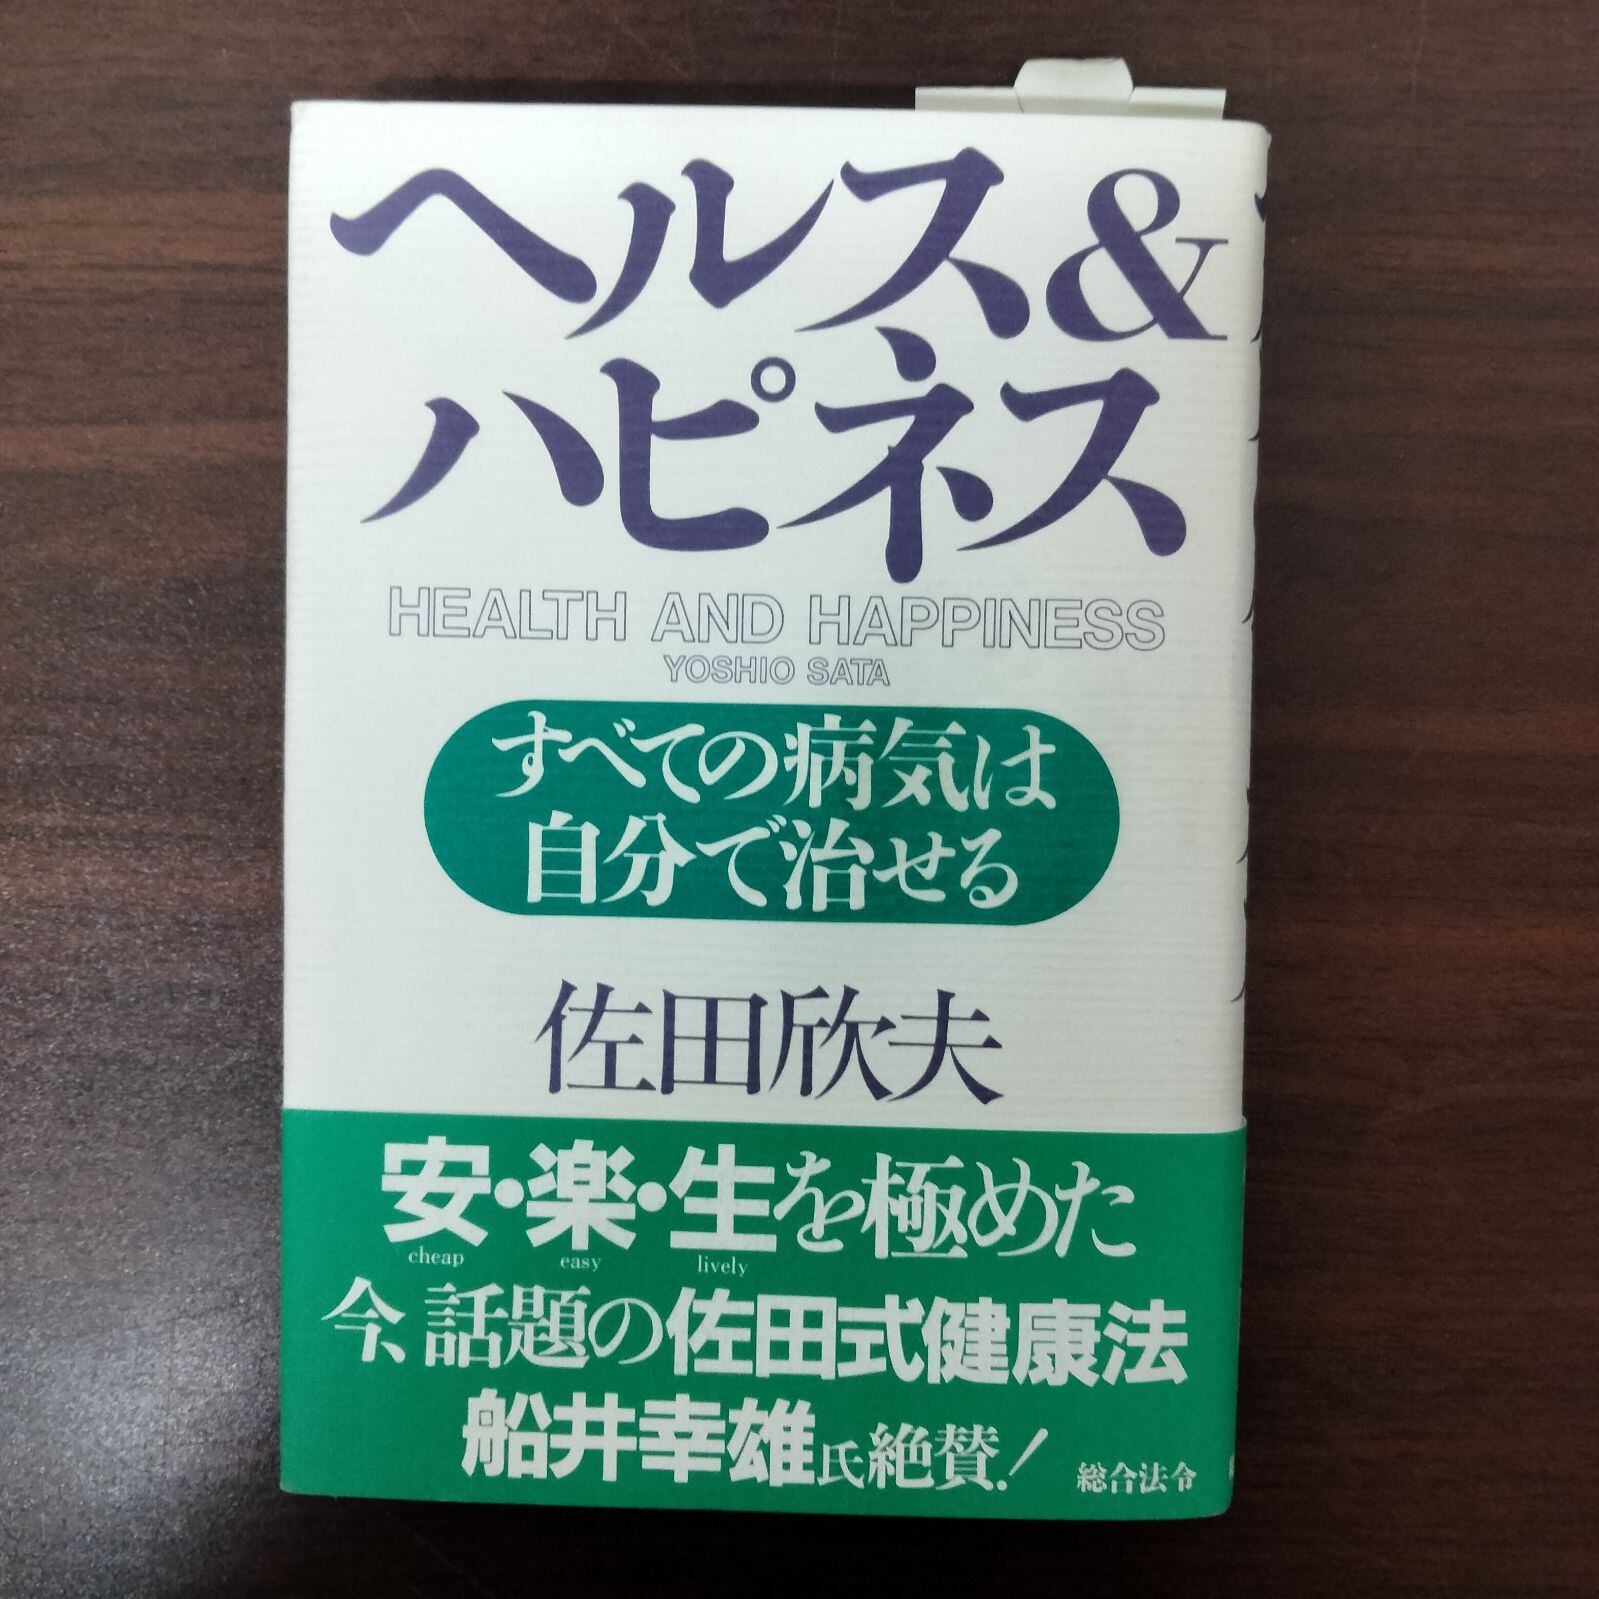 ヘルス&
ハピネス
HEALTH AND HAPPINESS
YOSHIO SATA
すべての病気は
自分で治せる
佐田欣夫
安・楽・生を極めた
cheap easy lively
今、話題の佐田式健康法
船井幸雄氏絶賛!
総合法令